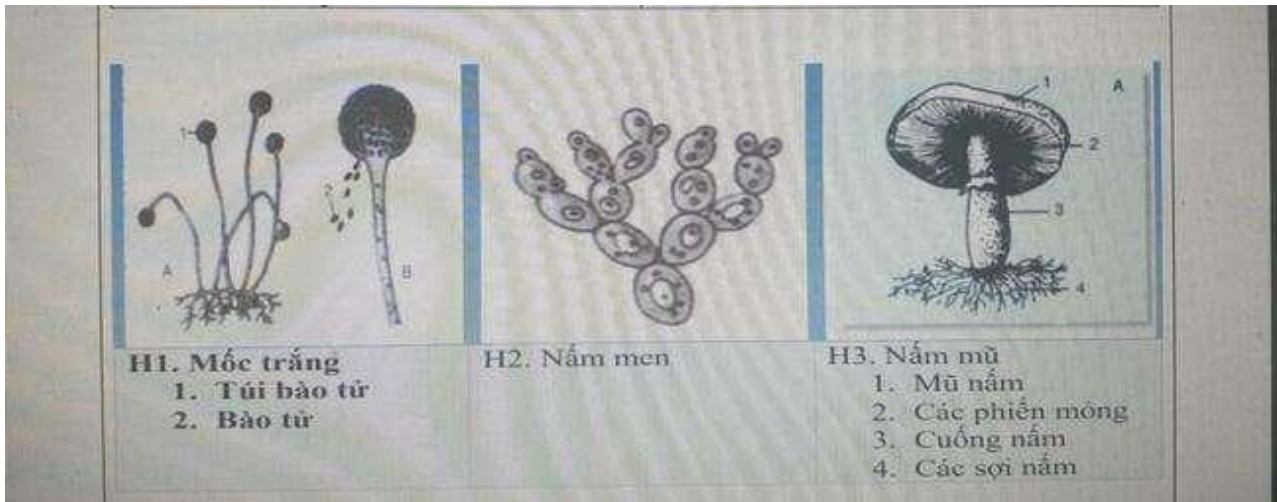 1
2
A
B
H1. Mốc trắng
1. Túi bào tử
2. Bào tử
H2. Nấm men
1
A
2
3
4
H3. Nấm mũ
1. Mũ nấm
2. Các phiến mỏng
3. Cuống nấm
4. Các sợi nấm